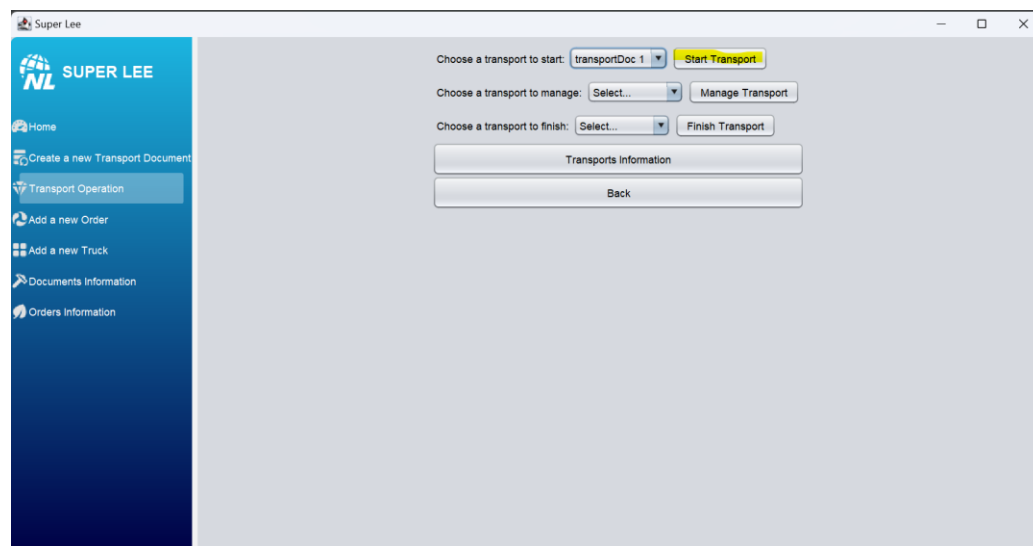 Super Lee
NL SUPER LEE
Home
Create a new Transport Document
Transport Operation
Add a new Order
Add a new Truck
Documents Information
Orders Information
Choose a transport to start: transportDoc 1 Start Transport
Choose a transport to manage: Select... Manage Transport
Choose a transport to finish: Select... Finish Transport
Transports Information
Back